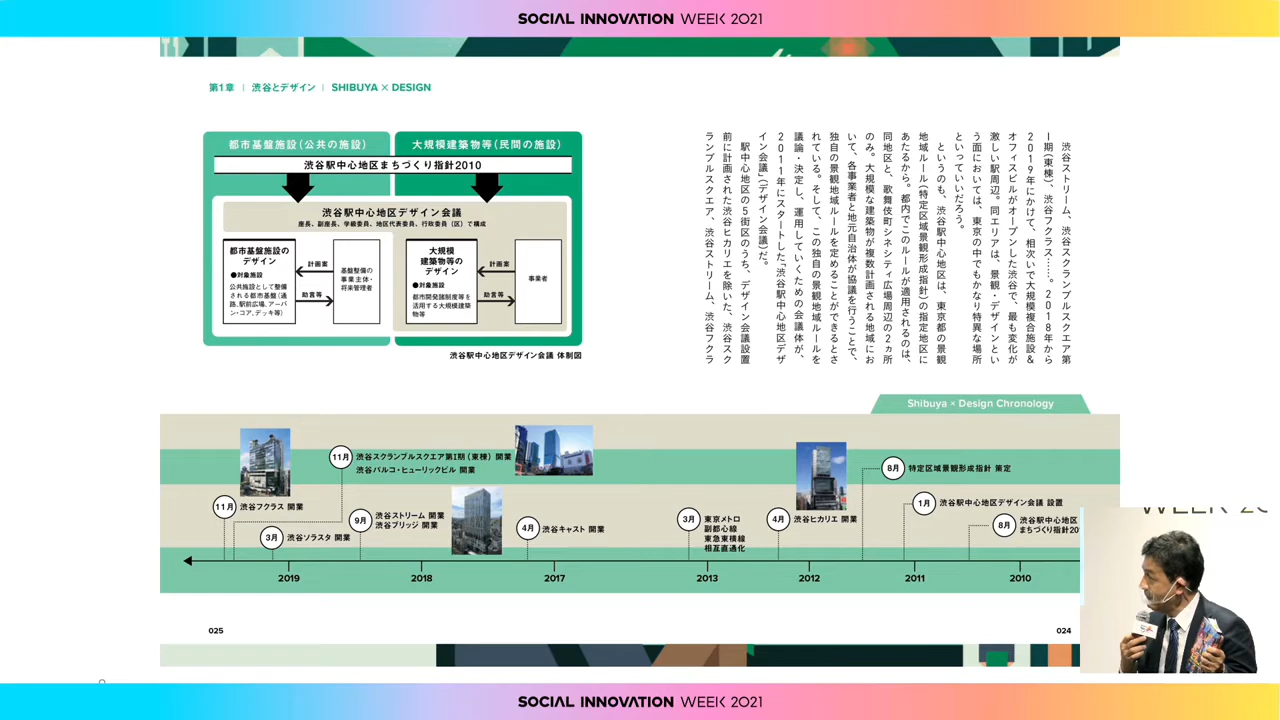 SOCIAL INNOVATION WEEK 2021
第1章 | 渋谷とデザイン | SHIBUYA × DESIGN
都市基盤施設(公共の施設)
大規模建築物等(民間の施設)
渋谷駅中心地区まちづくり指針2010
渋谷駅中心地区デザイン会議
座長、副座長、学級委員、地区代表委員、行政委員(区)で構成
都市基盤施設の
デザイン
●対象施設
公共施設として整備
される都市基盤(通
路、駅前広場、アーバ
ン・コア、デッキ等)
計画案
助言等
基盤整備の
事業主体・
将来管理者
大規模
建築物等の
デザイン
●対象施設
都市開発諸制度等を
活用する大規模建築
物等
計画案
助言等
事業者
渋谷駅中心地区デザイン会議 体制図
渋谷ストリーム、渋谷スクランブルスクエア第
Ⅰ期(東棟)、渋谷フクラス……。2018年から
2019年にかけて、相次いで大規模複合施設&
オフィスビルがオープンした渋谷で、最も変化が
激しい駅周辺。同エリアは、景観・デザインとい
う面においては、東京の中でもかなり特異な場所
といっていいだろう。
というのも、渋谷駅中心地区は、東京都の景観
地域ルール(特定区域景観形成指針)の指定地区に
あたるから。都内でこのルールが適用されるのは、
同地区と、歌舞伎町シネシティ広場周辺の2ヵ所
のみ。大規模な建築物が複数計画される地域にお
いて、各事業者と地元自治体が協議を行うことで、
独自の景観地域ルールを定めることができるとさ
れている。そして、この独自の景観地域ルールを
議論・決定し、運用していくための会議体が、
2011年にスタートした「渋谷駅中心地区デザ
イン会議」(デザイン会議)だ。
駅中心地区の5街区のうち、デザイン会議設置
前に計画された渋谷ヒカリエを除いた、渋谷スク
ランブルスクエア、渋谷ストリーム、渋谷フクラ
Shibuya × Design Chronology
11月 渋谷スクランブルスクエア第Ⅰ期(東棟) 開業
渋谷パルコ・ヒューリックビル 開業
11月 渋谷フクラス 開業
3月 渋谷ソラスタ 開業
9月 渋谷ストリーム 開業
渋谷ブリッジ 開業
4月 渋谷キャスト 開業
3月 東京メトロ
副都心線
東急東横線
相互直通化
4月 渋谷ヒカリエ 開業
8月 特定区域景観形成指針 策定
1月 渋谷駅中心地区デザイン会議 設置
8月 渋谷駅中心地区
まちづくり指針20
2019
2018
2017
2013
2012
2011
2010
025
024
WEEK 20
SOCIAL INNOVATION WEEK 2021